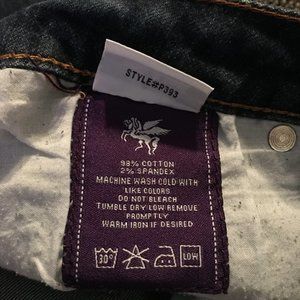 STYLE#P393
98% COTTON
2% SPANDEX
MACHINE WASH COLD WITH
LIKE COLORS
DO NOT BLEACH
TUMBLE DRY LOW REMOVE
PROMPTLY
WARM IRON IF DESIRED
30° LOW